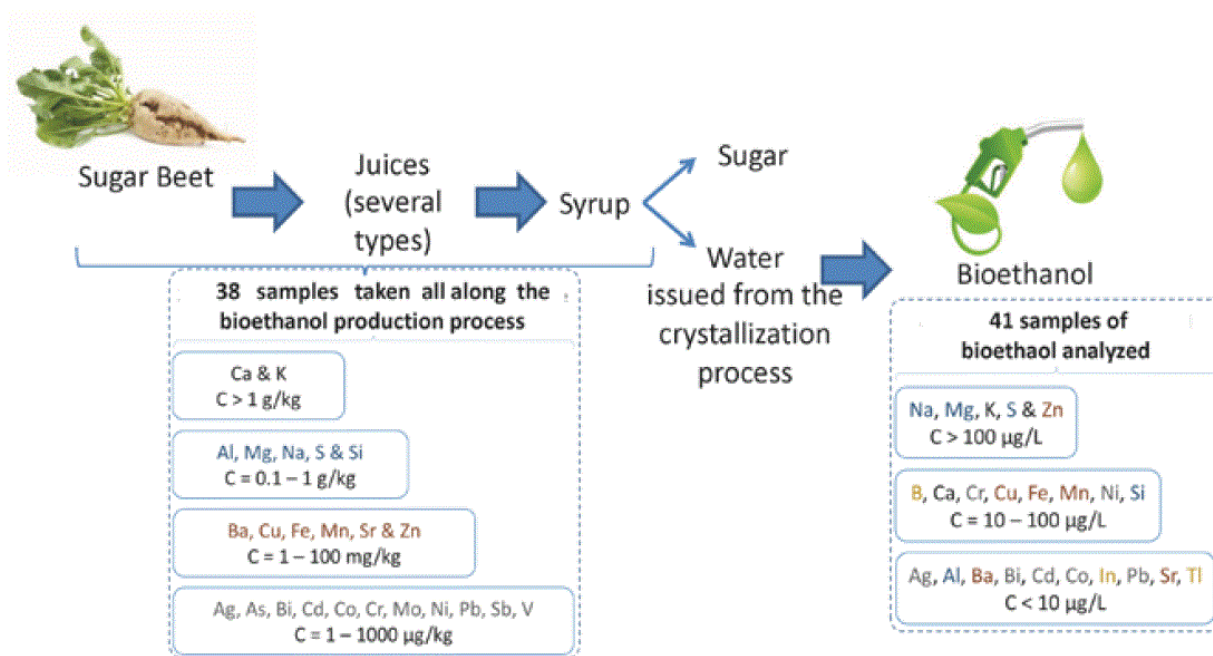 Sugar Beet
Juices
(several
types)
Syrup
Sugar
Water
issued from the
crystallization
process
Bioethanol
38 samples taken all along the
bioethanol production process
Ca & K
C > 1 g/kg
Al, Mg, Na, S & Si
C = 0.1 – 1 g/kg
Ba, Cu, Fe, Mn, Sr & Zn
C = 1 – 100 mg/kg
Ag, As, Bi, Cd, Co, Cr, Mo, Ni, Pb, Sb, V
C = 1 – 1000 µg/kg
41 samples of
bioethaol analyzed
Na, Mg, K, S & Zn
C > 100 µg/L
B, Ca, Cr, Cu, Fe, Mn, Ni, Si
C = 10 – 100 µg/L
Ag, Al, Ba, Bi, Cd, Co, In, Pb, Sr, Tl
C < 10 µg/L